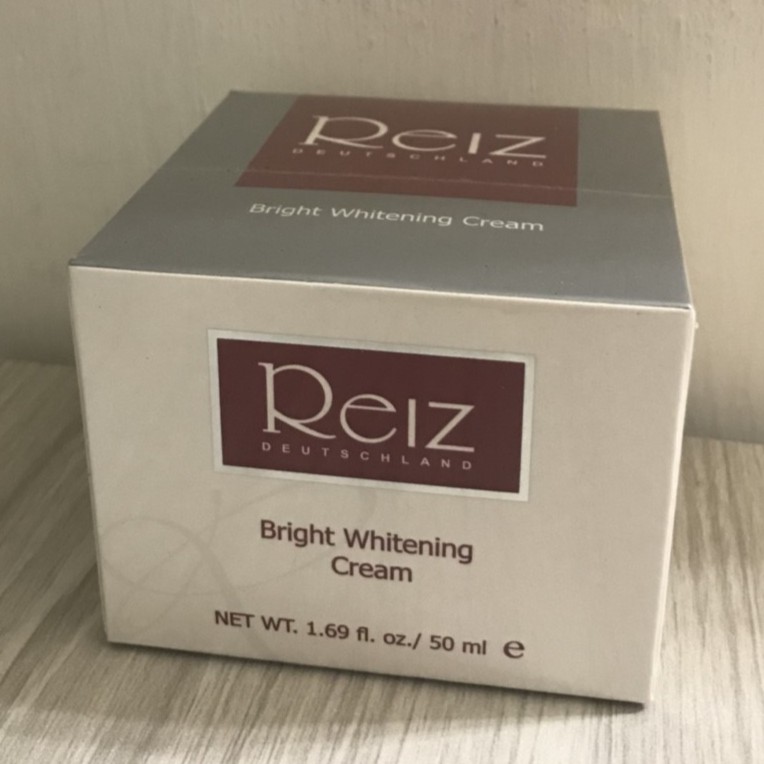 Reiz
DEUTSCHLAND
Bright Whitening Cream
Reiz
DEUTSCHLAND
Bright Whitening
Cream
NET WT. 1.69 fl. oz./ 50 ml ℮